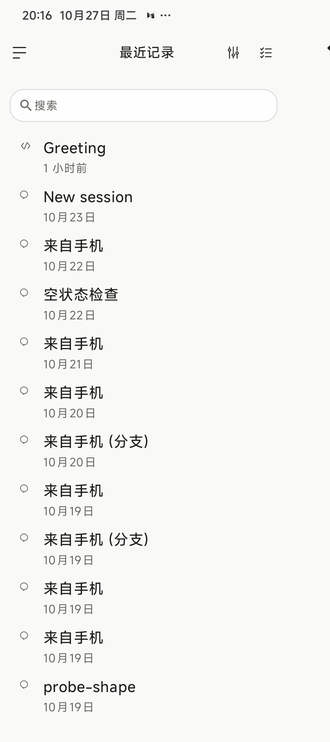 20:16 10月27日 周二 ···
最近记录
搜索
Greeting
1 小时前
New session
10月23日
来自手机
10月22日
空状态检查
10月22日
来自手机
10月21日
来自手机
10月20日
来自手机 (分支)
10月20日
来自手机
10月19日
来自手机 (分支)
10月19日
来自手机
10月19日
来自手机
10月19日
probe-shape
10月19日